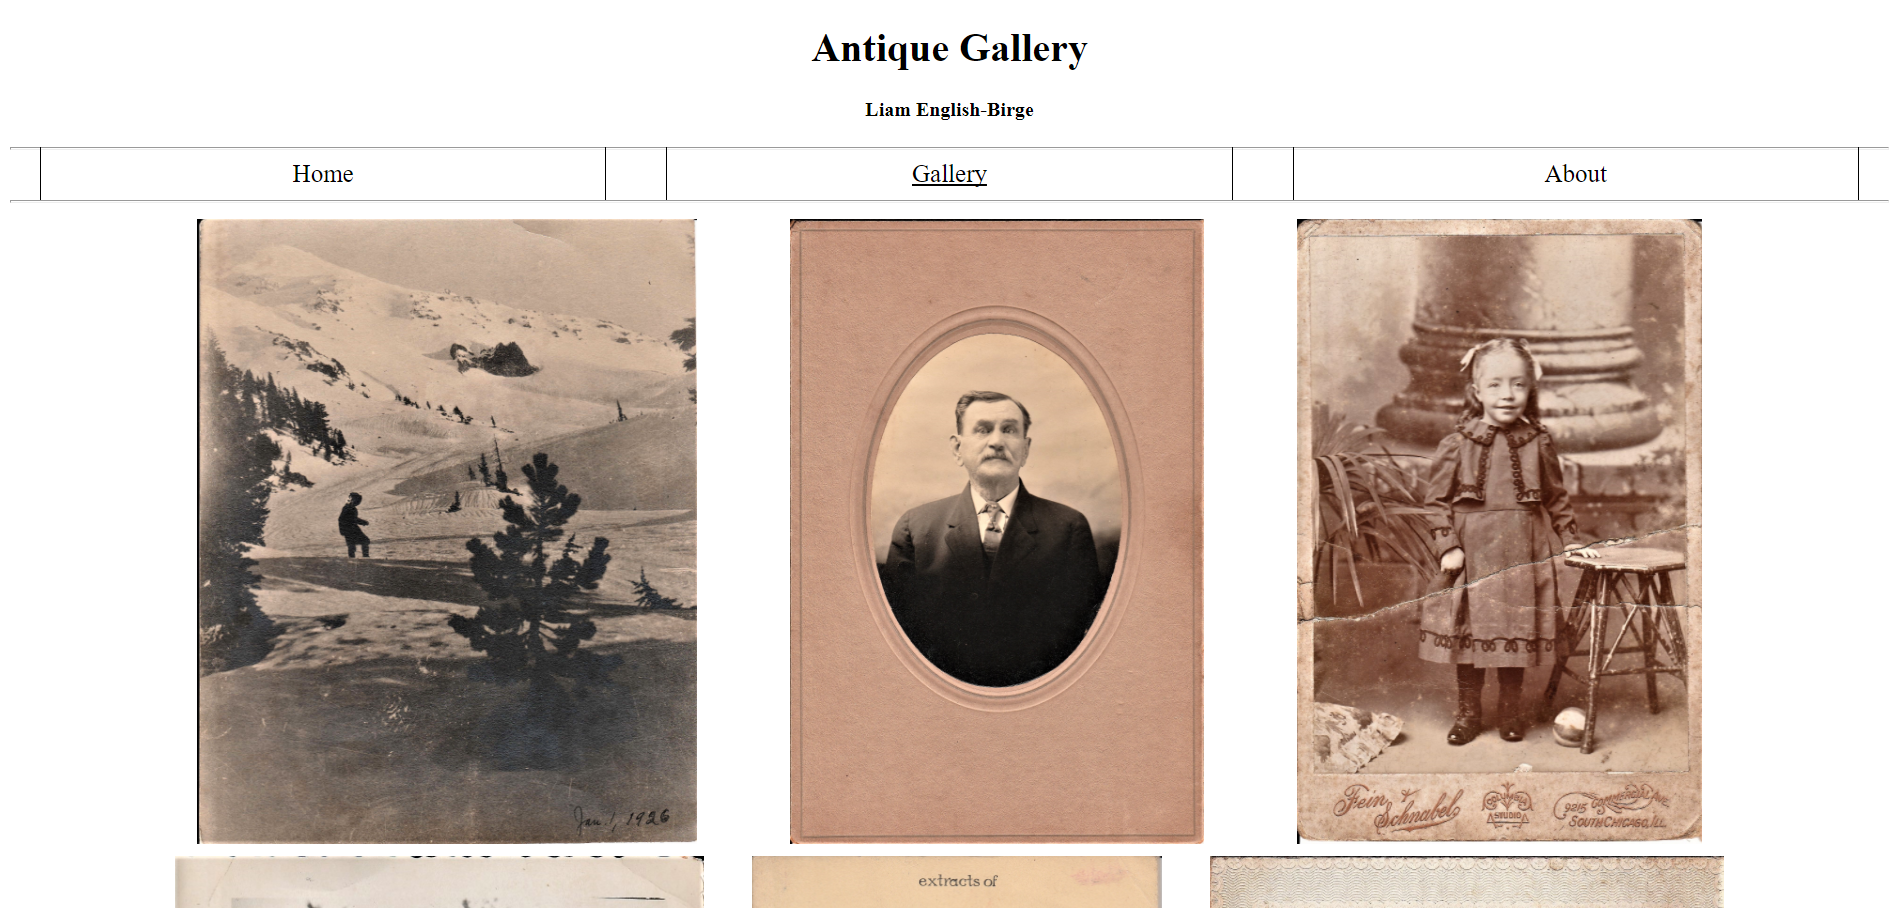 Antique Gallery
Liam English-Birge
Home
Gallery
About
Jan. 1, 1926
Fein & Schnabel
COLUMBIA
STUDIO
9215 COMMERCIAL AVE.
SOUTH CHICAGO, ILL.
extracts of